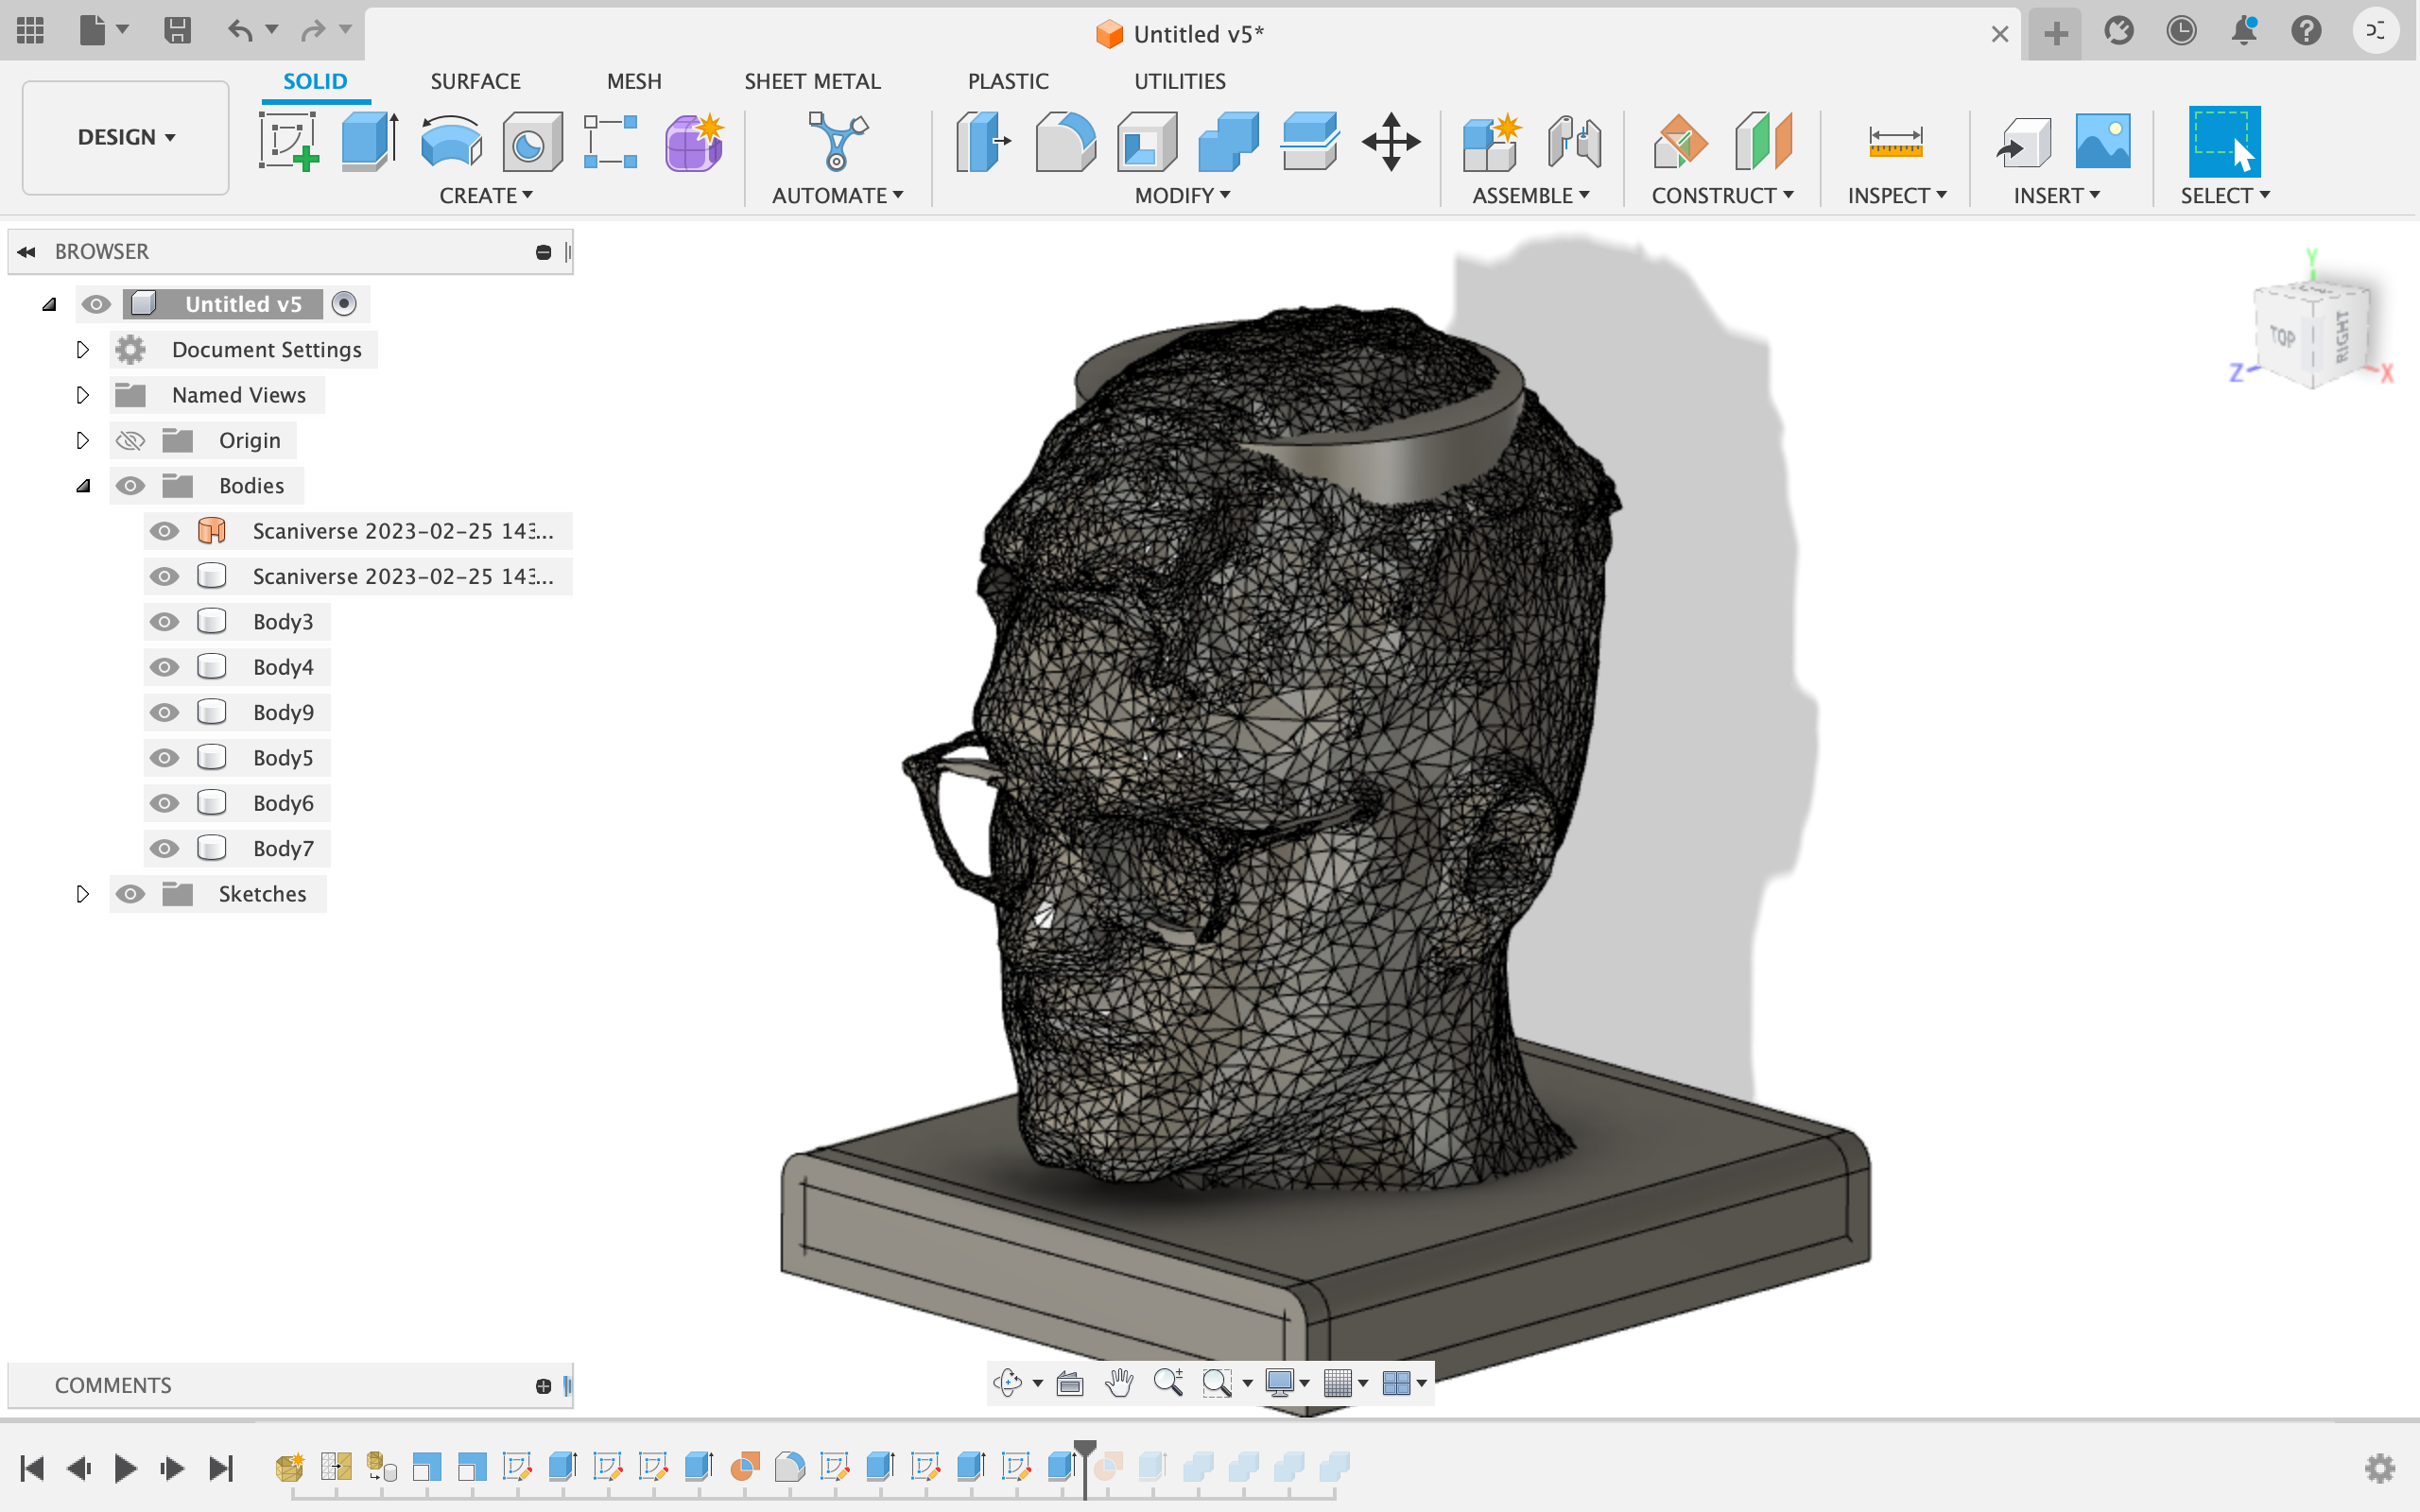 Untitled v5*
SOLID SURFACE MESH SHEET METAL PLASTIC UTILITIES
DESIGN
CREATE AUTOMATE MODIFY ASSEMBLE CONSTRUCT INSPECT INSERT SELECT
BROWSER
Untitled v5
Document Settings
Named Views
Origin
Bodies
Scaniverse 2023-02-25 143...
Scaniverse 2023-02-25 143...
Body3
Body4
Body9
Body5
Body6
Body7
Sketches
Y
TOP RIGHT
Z X
COMMENTS